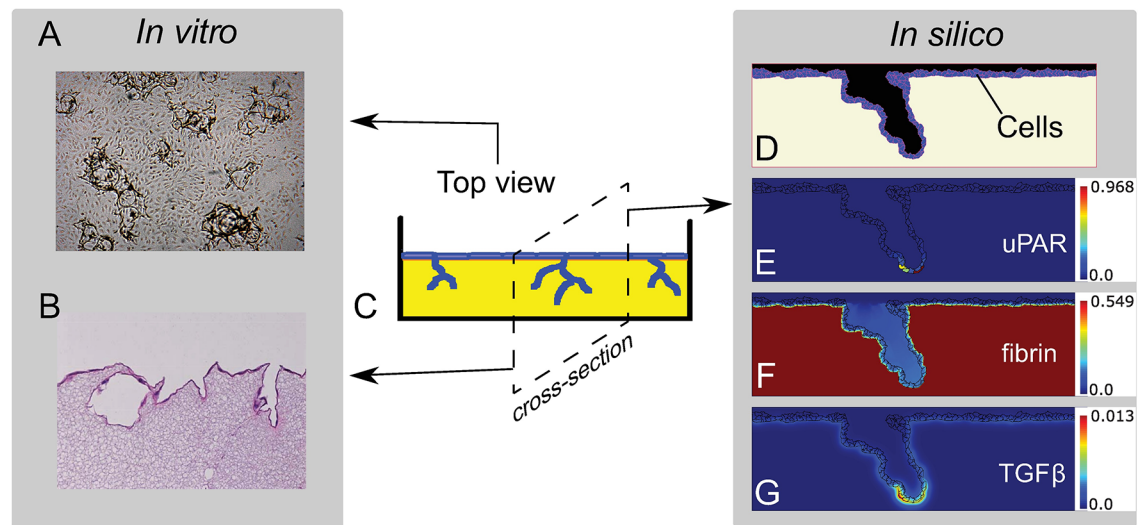 A
In vitro
B
C
Top view
cross-section
In silico
D
Cells
E
uPAR
0.968
0.0
F
fibrin
0.549
0.0
G
TGFβ
0.013
0.0